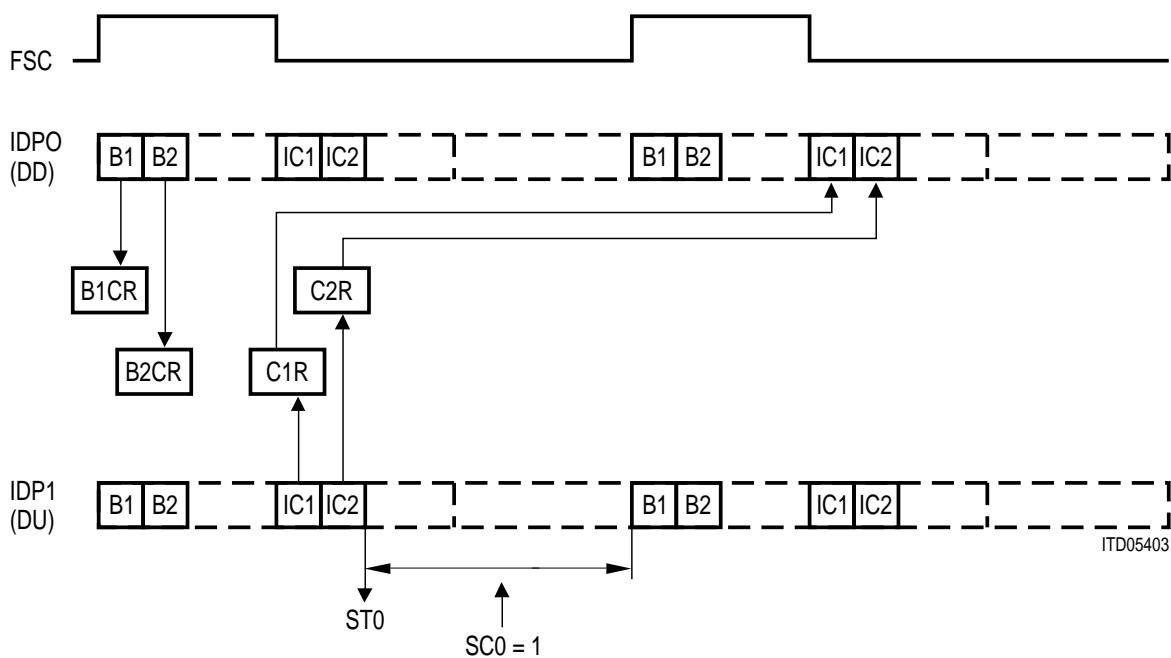 FSC
IDPO
(DD)
B1 B2 IC1 IC2 B1 B2 IC1 IC2
B1CR
C2R
B2CR
C1R
IDP1
(DU)
B1 B2 IC1 IC2 B1 B2 IC1 IC2
ITD05403
ST0
SC0 = 1